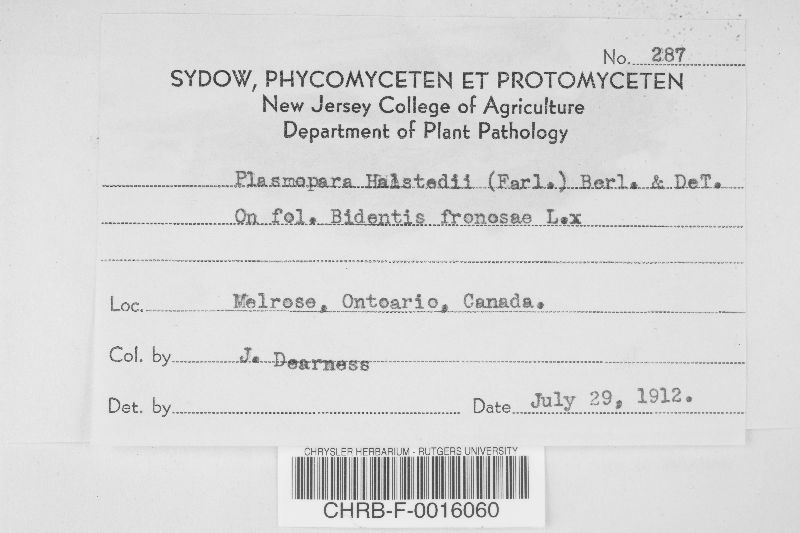 No. 287
SYDOW, PHYCOMYCETEN ET PROTOMYCETEN
New Jersey College of Agriculture
Department of Plant Pathology
Plasmopara Halstedii (Farl.) Berl. & DeT.
On fol. Bidentis fronosae L.x
Loc. Melrose, Ontoario, Canada.
Col. by J. Dearness
Det. by Date July 29, 1912.
CHRYSLER HERBARIUM - RUTGERS UNIVERSITY
CHRB-F-0016060